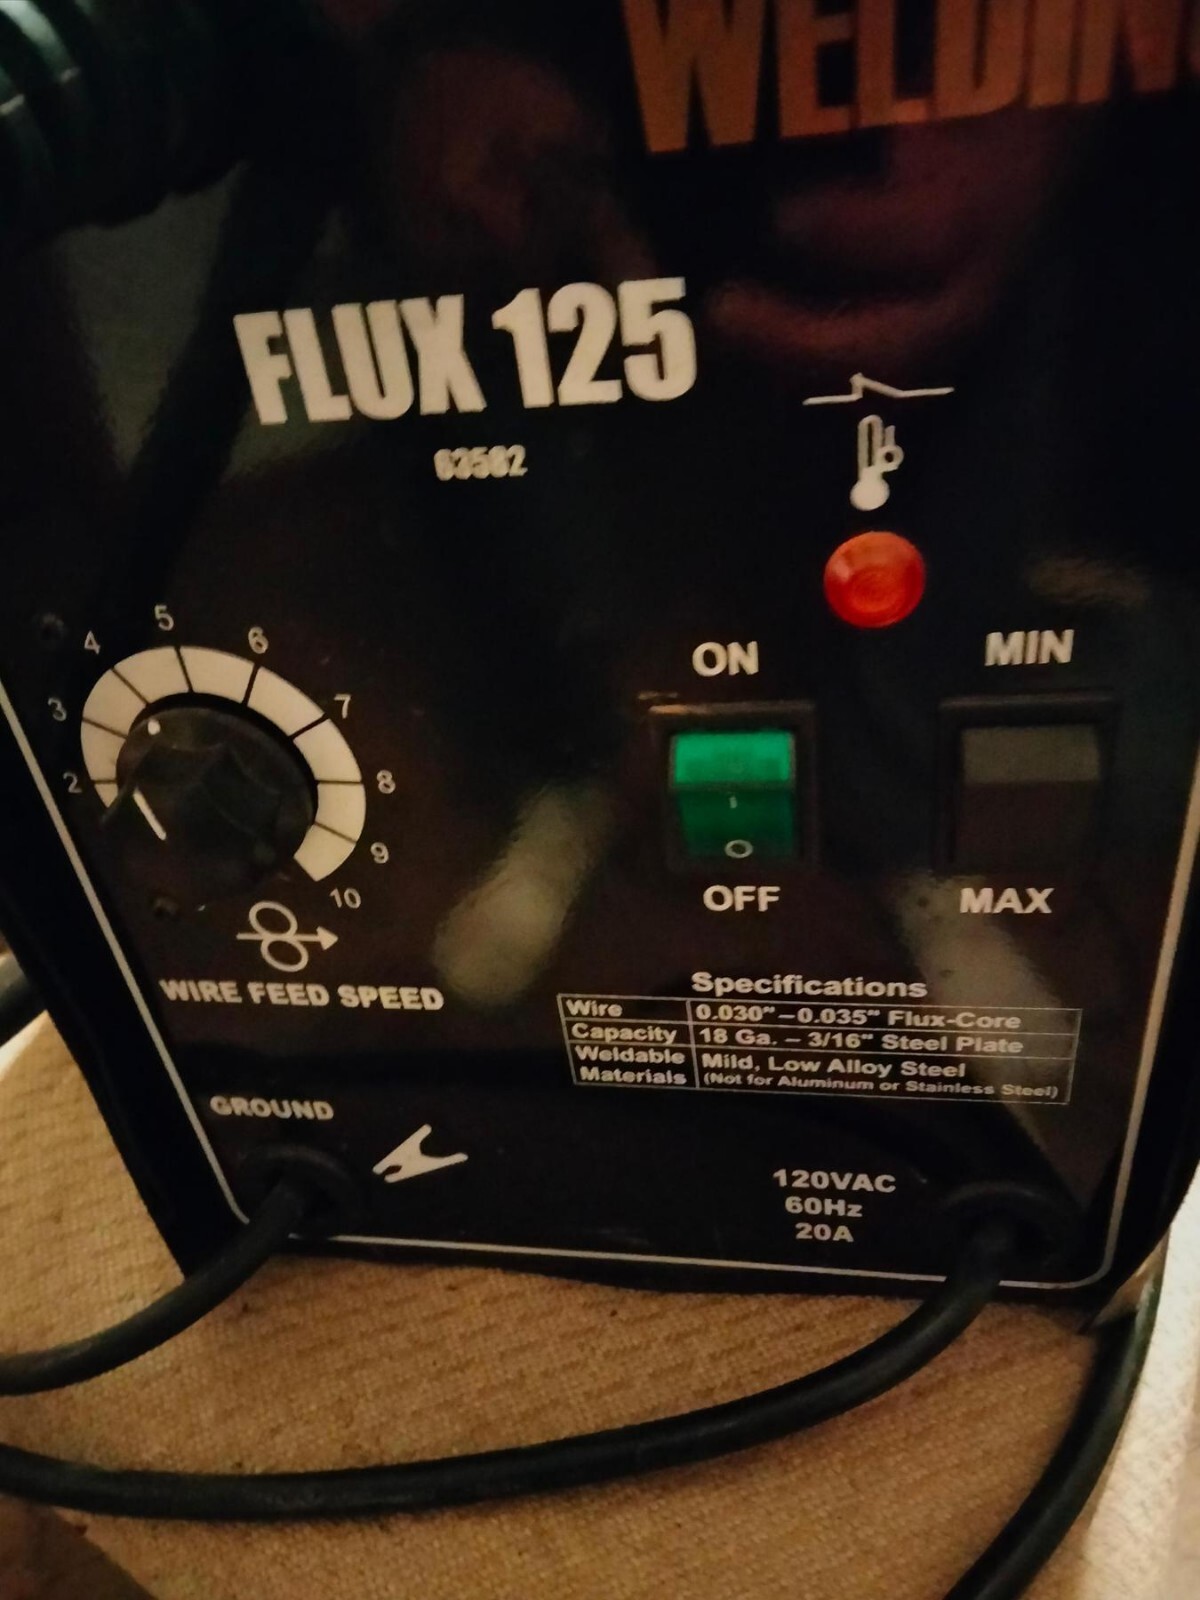 WELDING
FLUX 125
63582
ON
MIN
5
4
6
3
7
2
8
9
10
I
O
OFF
MAX
WIRE FEED SPEED
Specifications
Wire 0.030"–0.035" Flux-Core
Capacity 18 Ga. – 3/16" Steel Plate
Weldable Materials Mild, Low Alloy Steel
(Not for Aluminum or Stainless Steel)
GROUND
120VAC
60Hz
20A